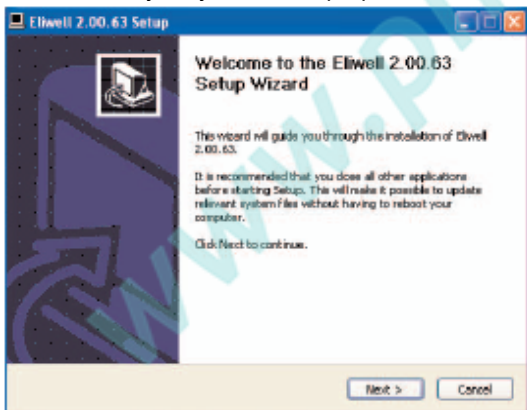 Eliwell 2.00.63 Setup
Welcome to the Eliwell 2.00.63
Setup Wizard
This wizard will guide you through the installation of Eliwell
2.00.63.
It is recommended that you close all other applications
before starting Setup. This will make it possible to update
relevant system files without having to reboot your
computer.
Click Next to continue.
Next >
Cancel